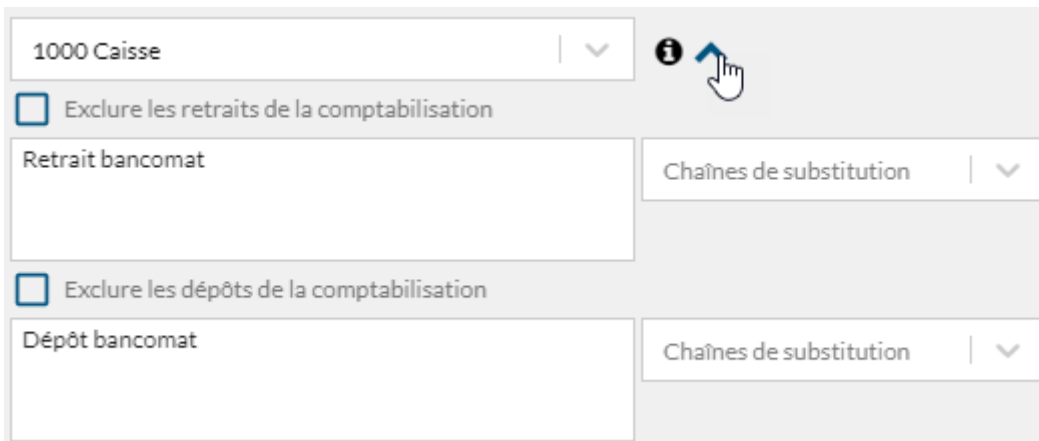 1000 Caisse
Exclure les retraits de la comptabilisation
Retrait bancomat
Chaînes de substitution
Exclure les dépôts de la comptabilisation
Dépôt bancomat
Chaînes de substitution